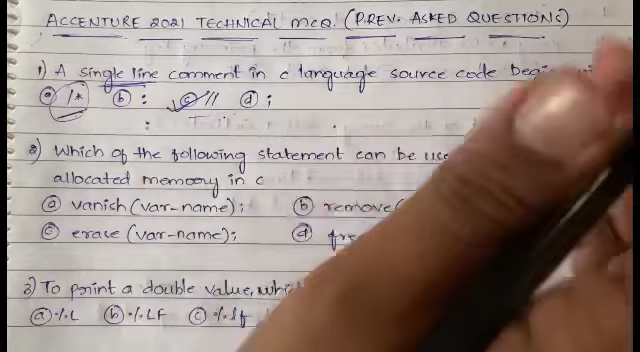 ACCENTURE 2021 TECHNICAL MCQ. (PREV. ASKED QUESTIONS)
1) A single line comment in c language source code
ⓐ /* ⓑ : ⓒ // ⓓ ;
2) Which of the following statement can be
allocated memory in c
ⓐ vanish(var-name); ⓑ remove(
ⓒ erace (var-name); ⓓ
3) To print a double value,
ⓐ %L ⓑ %LF ⓒ %lf